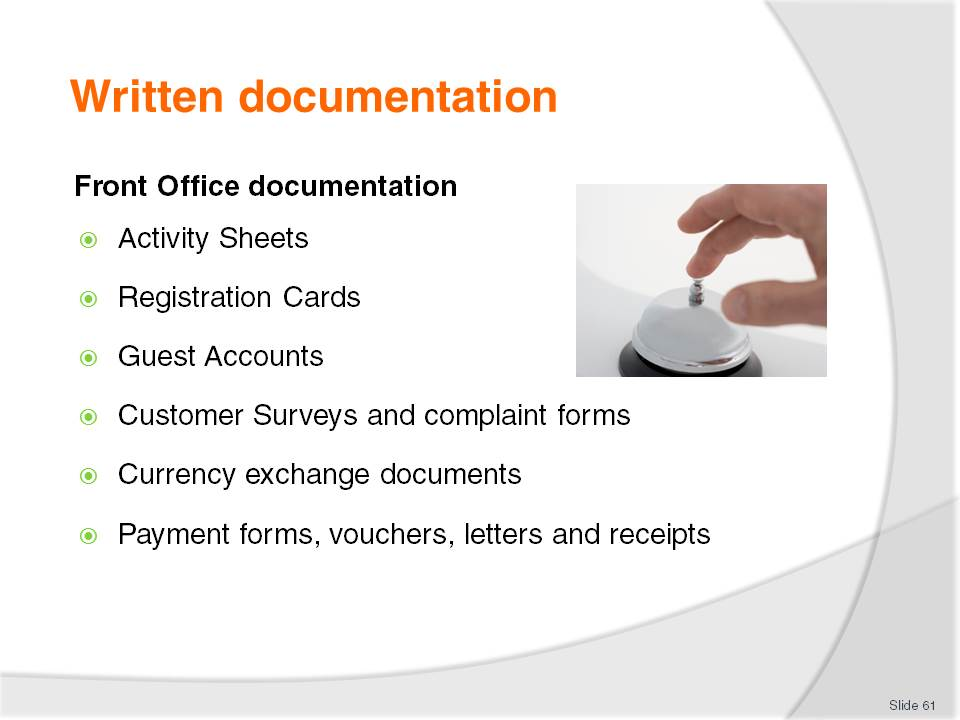 Written documentation
Front Office documentation
Activity Sheets
Registration Cards
Guest Accounts
Customer Surveys and complaint forms
Currency exchange documents
Payment forms, vouchers, letters and receipts
Slide 61